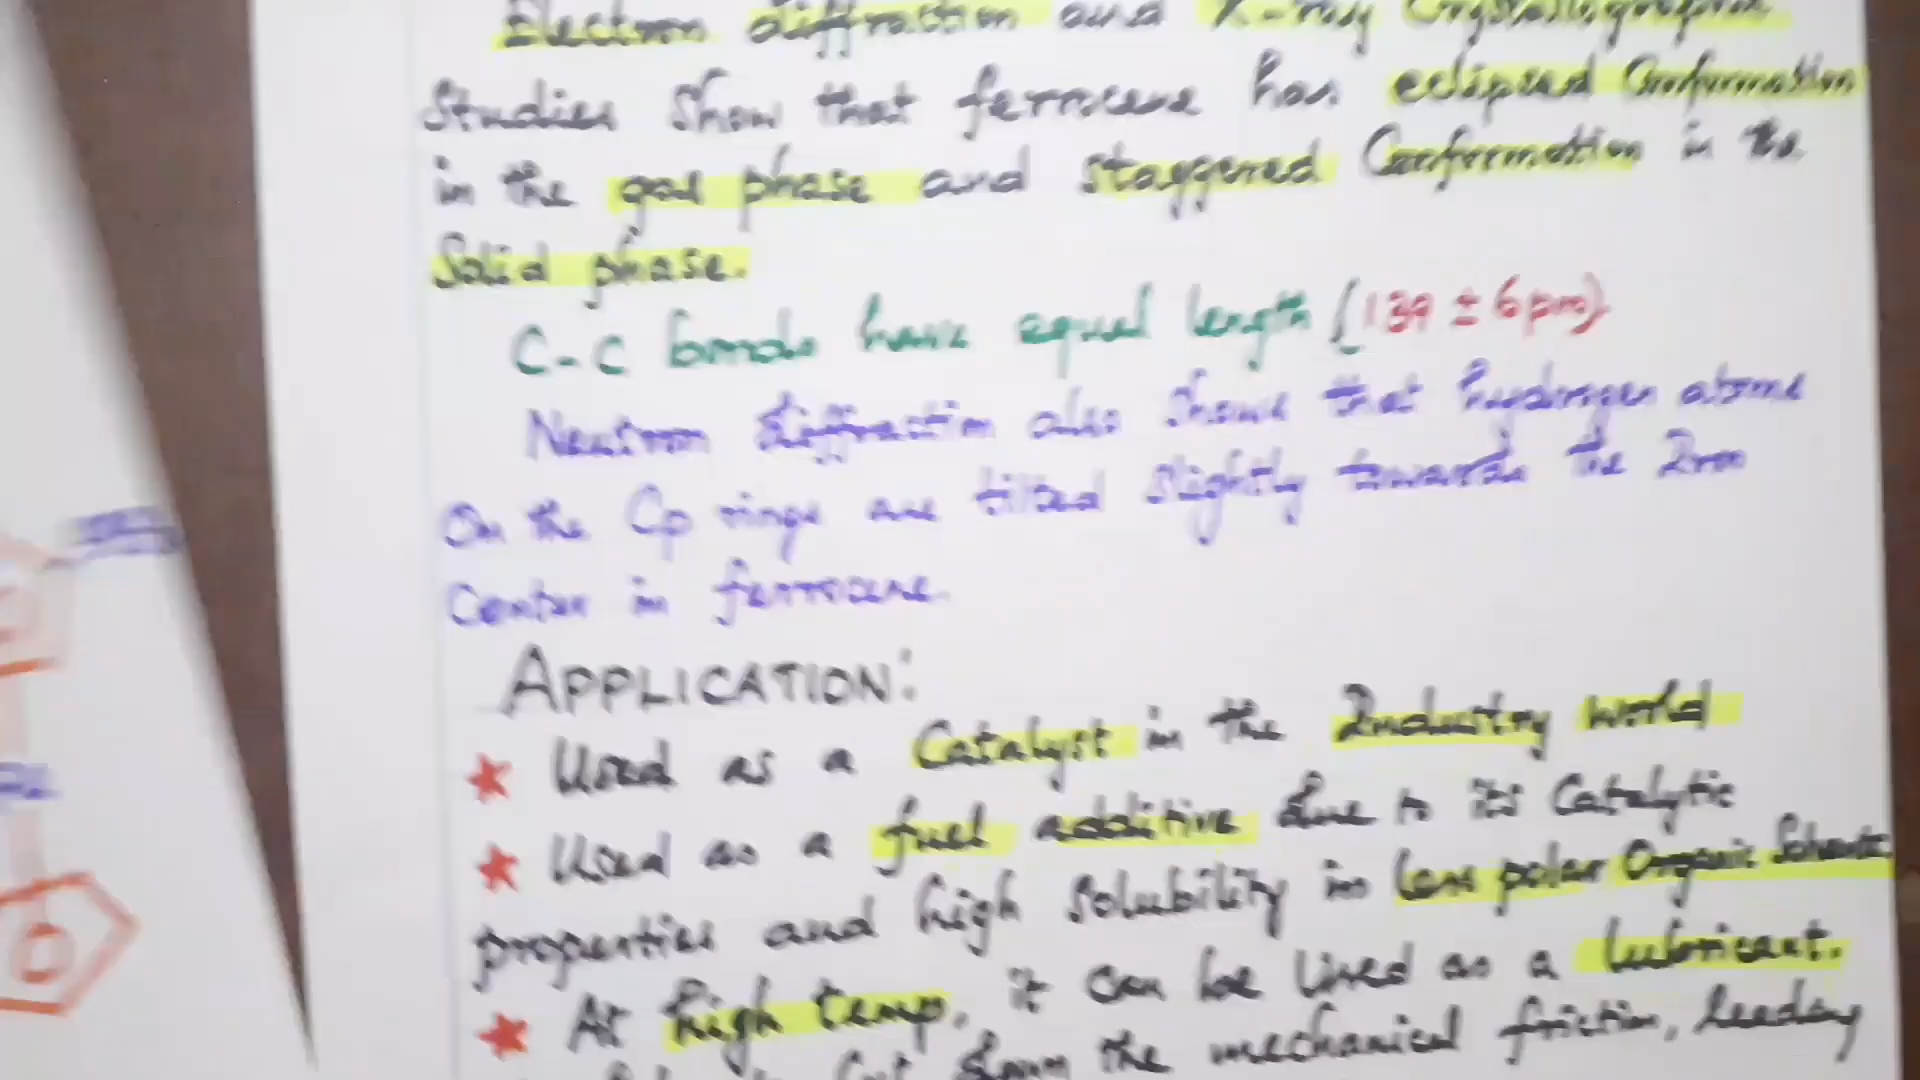 Electron diffraction and X-ray Crystallographic
Studies Show that ferrocene has eclipsed Conformation
in the gas phase and staggered Conformation in the
Solid phase.
C-C bonds have equal length (139 ± 6pm)
Neutron diffraction also shows that hydrogen atoms
On the Cp rings are tilted slightly towards the Iron
Center in ferrocene.
APPLICATION:
Used as a Catalyst in the Industry world
Used as a fuel additive due to its Catalytic
properties and high Solubility in less polar Organic Solvents
At high temp, it can be used as a lubricant.
Cut down the mechanical friction, leading